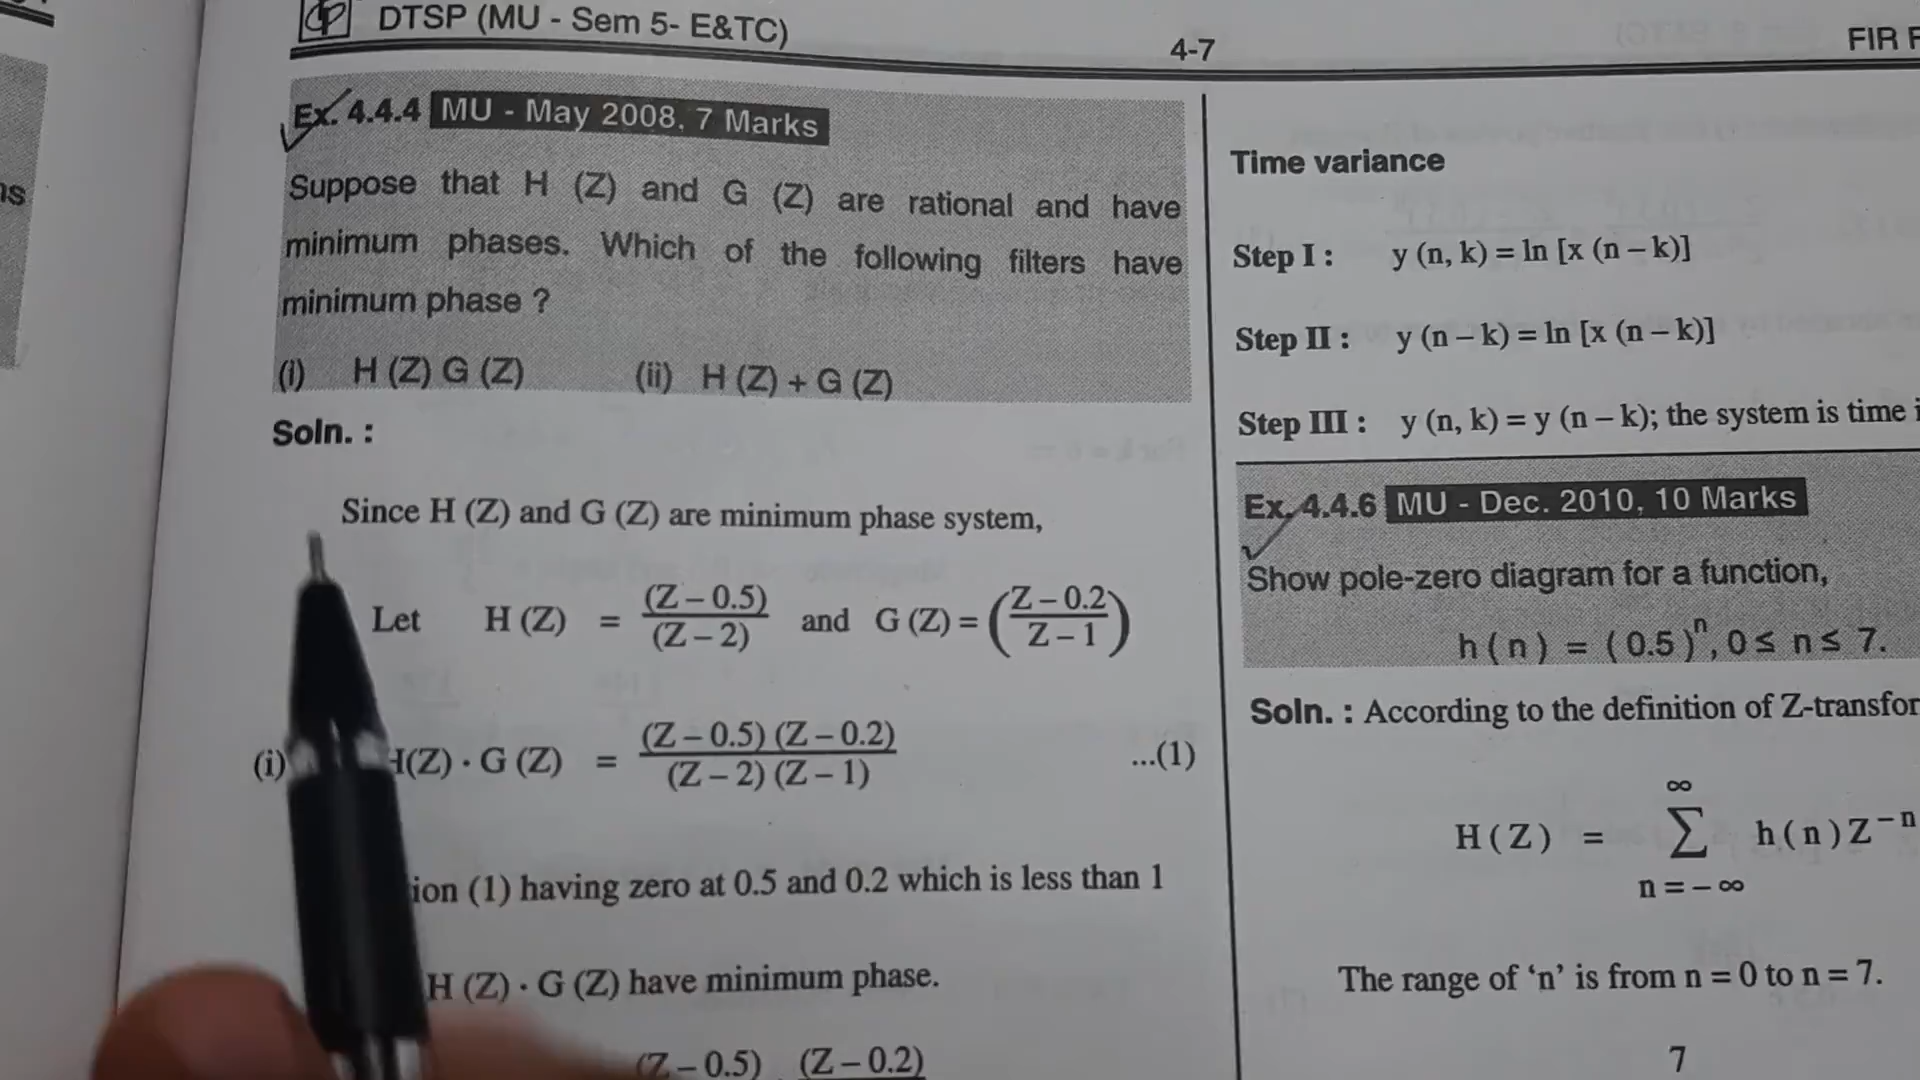 DTSP (MU - Sem 5- E&TC)
4-7
FIR F
Ex. 4.4.4 MU - May 2008, 7 Marks
Suppose that H (Z) and G (Z) are rational and have
minimum phases. Which of the following filters have
minimum phase ?
(i) H (Z) G (Z) (ii) H (Z) + G (Z)
Soln. :
Since H (Z) and G (Z) are minimum phase system,
Let H (Z) = (Z – 0.5) / (Z – 2) and G (Z) = (Z – 0.2 / Z – 1)
(i) H(Z) · G (Z) = (Z – 0.5) (Z – 0.2) / (Z – 2) (Z – 1) ...(1)
ion (1) having zero at 0.5 and 0.2 which is less than 1
H (Z) · G (Z) have minimum phase.
(Z – 0.5) (Z – 0.2)
Time variance
Step I : y (n, k) = ln [x (n – k)]
Step II : y (n – k) = ln [x (n – k)]
Step III : y (n, k) = y (n – k); the system is time i
Ex. 4.4.6 MU - Dec. 2010, 10 Marks
Show pole-zero diagram for a function,
h ( n ) = ( 0.5 )ⁿ, 0 ≤ n ≤ 7.
Soln. : According to the definition of Z-transfor
∞
H ( Z ) = Σ h ( n ) Z⁻ⁿ
n = – ∞
The range of ‘n’ is from n = 0 to n = 7.
7